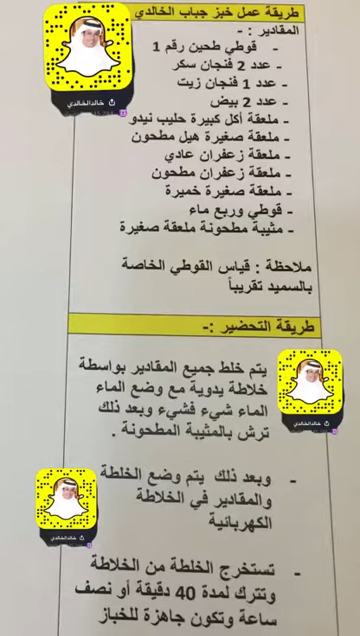 طريقة عمل خبز جباب الخالدي
المقادير : -
- قوطي طحين رقم 1
- عدد 2 فنجان سكر
- عدد 1 فنجان زيت
- عدد 2 بيض
- ملعقة أكل كبيرة حليب نيدو
- ملعقة صغيرة هيل مطحون
- ملعقة زعفران عادي
- ملعقة زعفران مطحون
- ملعقة صغيرة خميرة
- قوطي وربع ماء
- مثيبة مطحونة ملعقة صغيرة
ملاحظة : قياس القوطي الخاصة
بالسميد تقريباً
طريقة التحضير :-
يتم خلط جميع المقادير بواسطة
خلاطة يدوية مع وضع الماء
الماء شيء فشيء وبعد ذلك
ترش بالمثيبة المطحونة .
- وبعد ذلك يتم وضع الخلطة
والمقادير في الخلاطة
الكهربائية
- تستخرج الخلطة من الخلاطة
وتترك لمدة 40 دقيقة أو نصف
ساعة وتكون جاهزة للخباز
خالدالخالدي
خالدالخالدي
خالدالخالدي